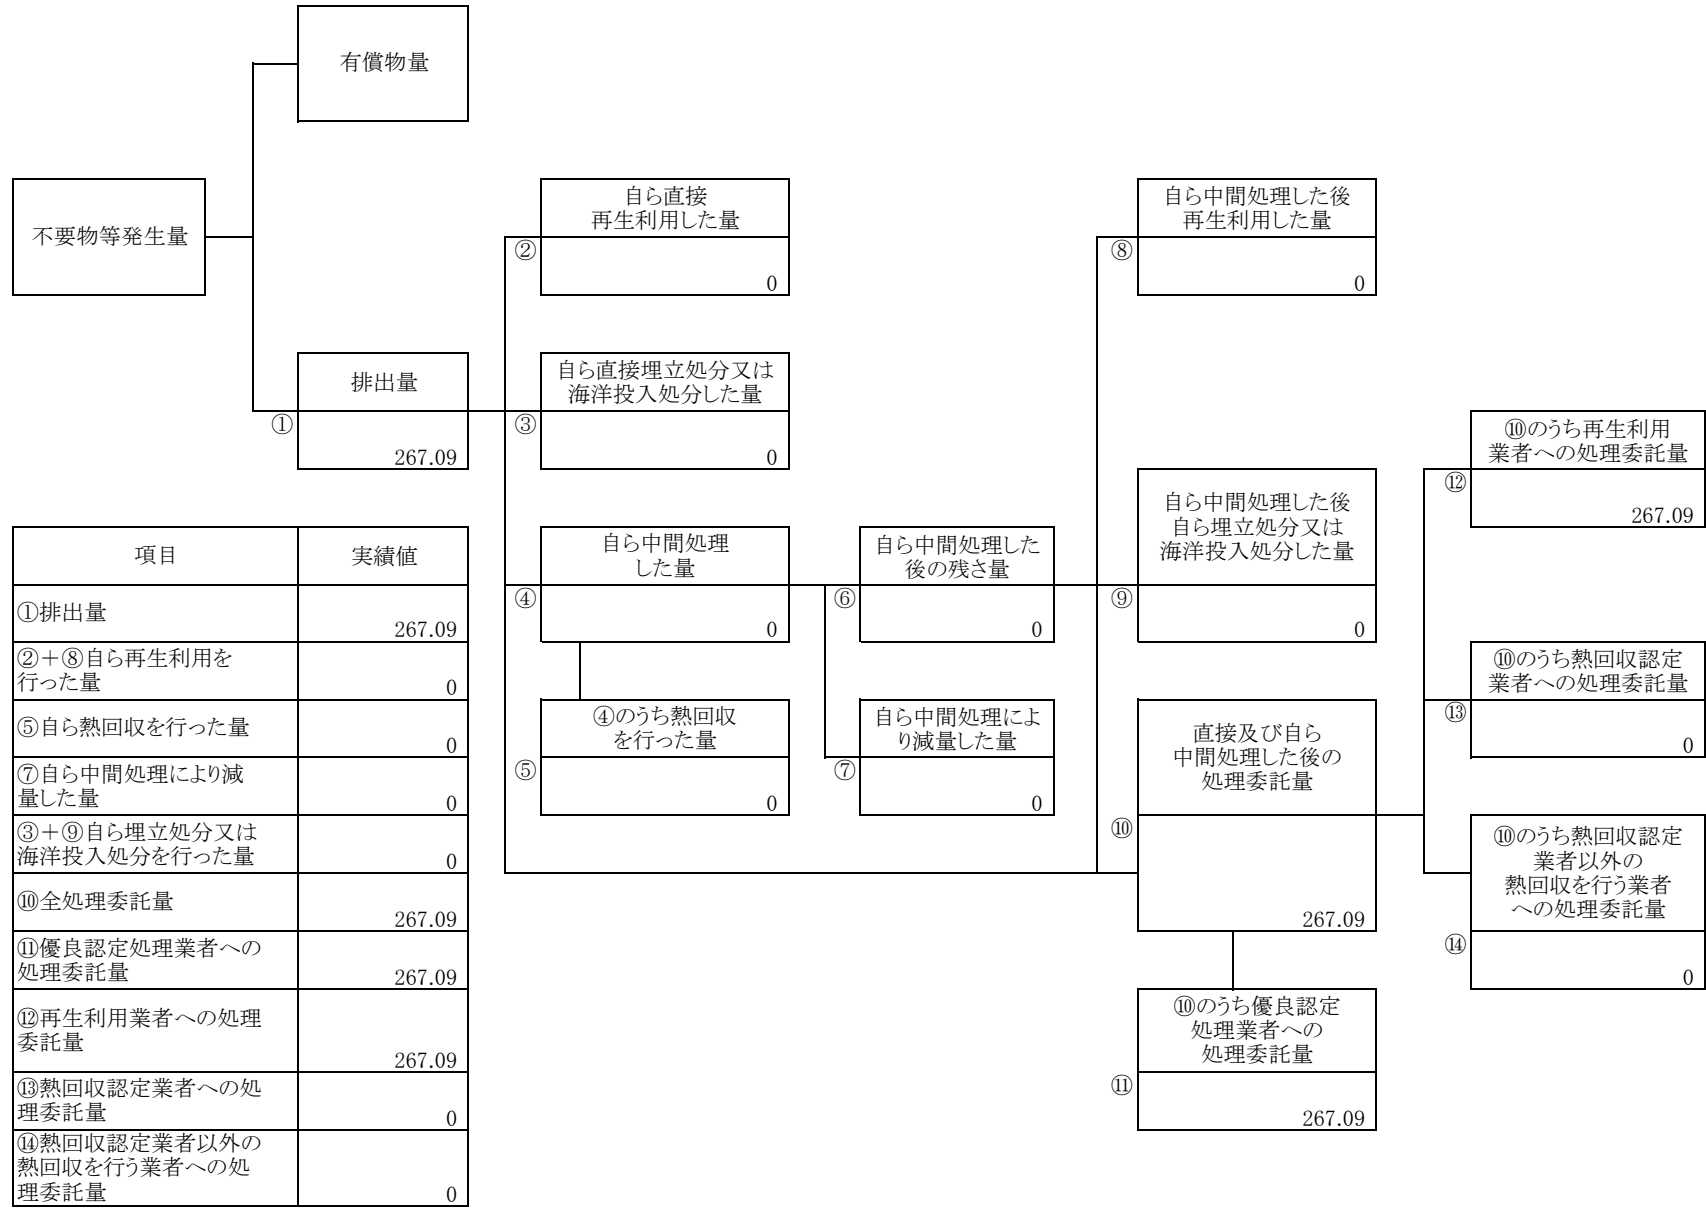 有償物量
不要物等発生量
自ら直接
再生利用した量
②
0
自ら中間処理した後
再生利用した量
⑧
0
排出量
①
267.09
自ら直接埋立処分又は
海洋投入処分した量
③
0
⑩のうち再生利用
業者への処理委託量
⑫
267.09
自ら中間処理
した量
④
0
自ら中間処理した
後の残さ量
⑥
0
自ら中間処理した後
自ら埋立処分又は
海洋投入処分した量
⑨
0
⑩のうち熱回収認定
業者への処理委託量
⑬
0
④のうち熱回収
を行った量
⑤
0
自ら中間処理によ
り減量した量
⑦
0
直接及び自ら
中間処理した後の
処理委託量
⑩
267.09
⑩のうち熱回収認定
業者以外の
熱回収を行う業者
への処理委託量
⑭
0
⑩のうち優良認定
処理業者への
処理委託量
⑪
267.09
項目
実績値
①排出量
267.09
②＋⑧自ら再生利用を
行った量
0
⑤自ら熱回収を行った量
0
⑦自ら中間処理により減
量した量
0
③＋⑨自ら埋立処分又は
海洋投入処分を行った量
0
⑩全処理委託量
267.09
⑪優良認定処理業者への
処理委託量
267.09
⑫再生利用業者への処理
委託量
267.09
⑬熱回収認定業者への処
理委託量
0
⑭熱回収認定業者以外の
熱回収を行う業者への処
理委託量
0